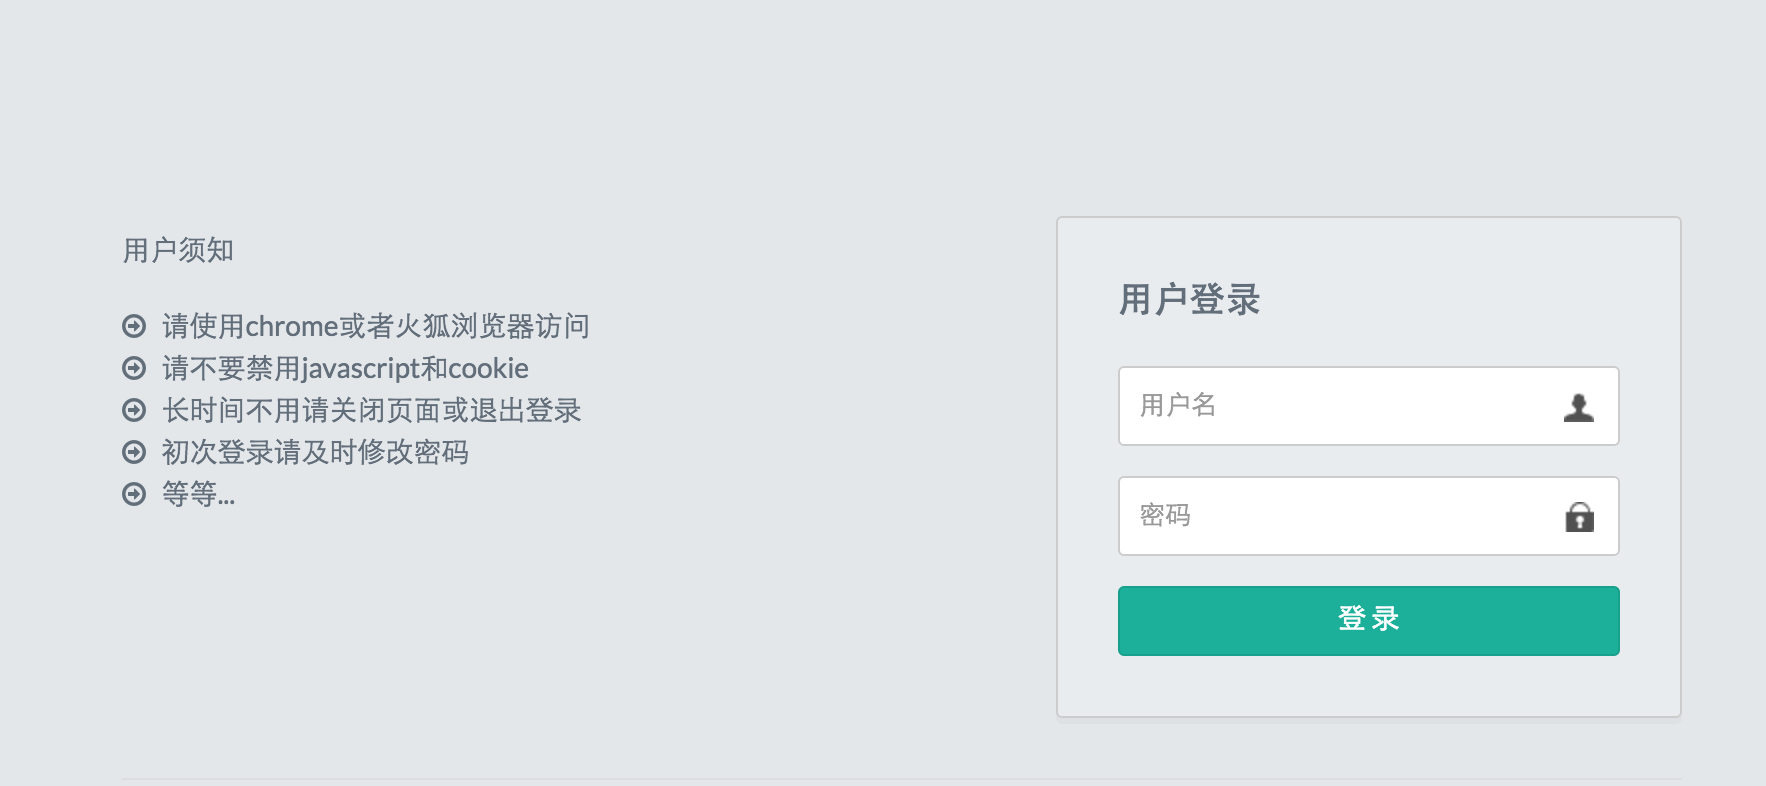 用户须知
请使用chrome或者火狐浏览器访问
请不要禁用javascript和cookie
长时间不用请关闭页面或退出登录
初次登录请及时修改密码
等等...
用户登录
用户名
密码
登录